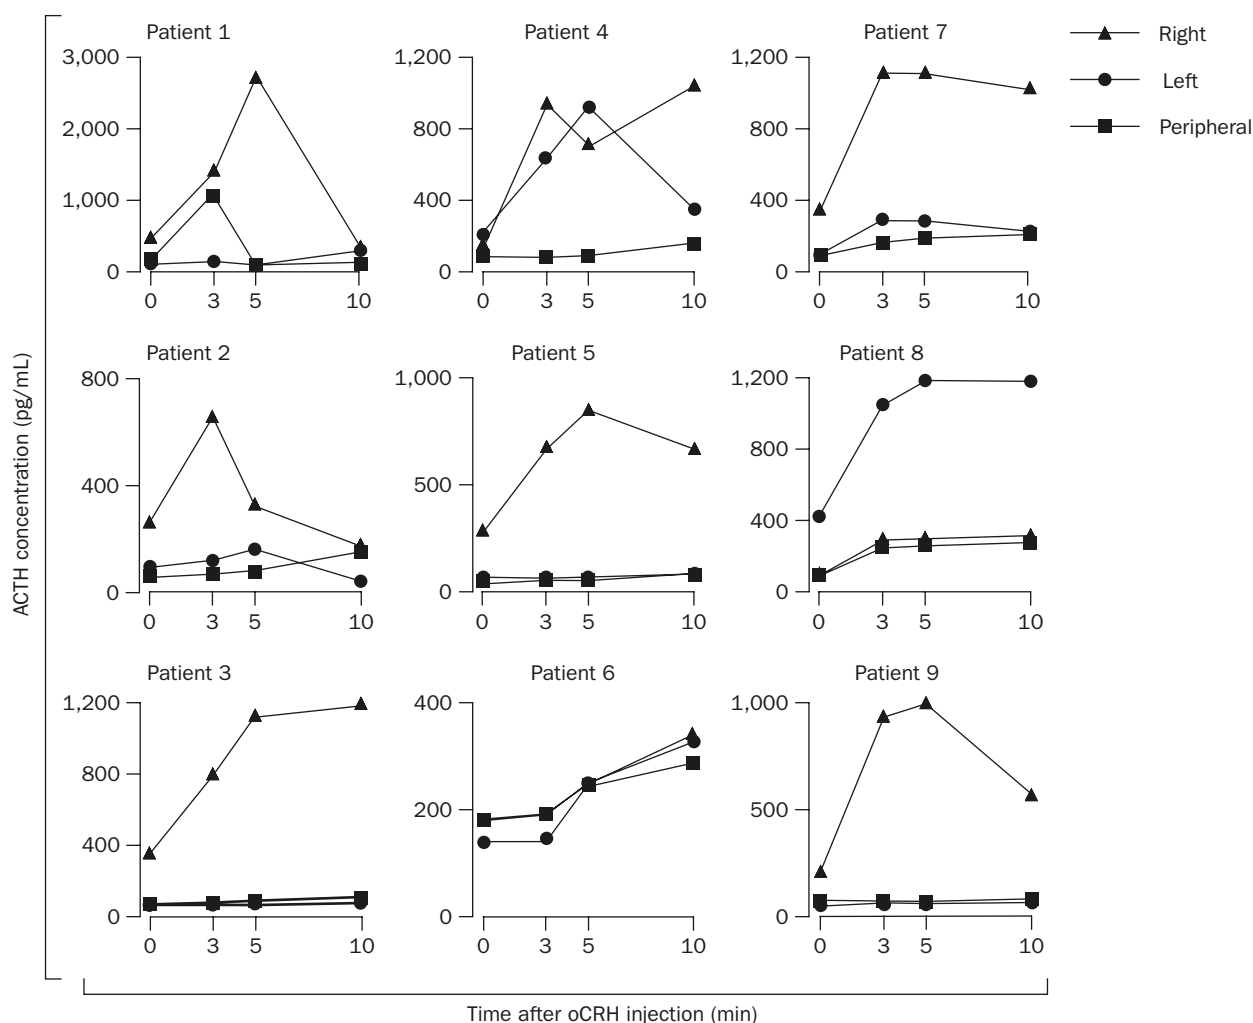 Patient 1
3,000
2,000
1,000
0
0 3 5 10
Patient 4
1,200
800
400
0
0 3 5 10
Patient 7
1,200
800
400
0
0 3 5 10
Right
Left
Peripheral
Patient 2
800
400
0
0 3 5 10
Patient 5
1,000
500
0
0 3 5 10
Patient 8
1,200
800
400
0
0 3 5 10
Patient 3
1,200
800
400
0
0 3 5 10
Patient 6
400
200
0
0 3 5 10
Patient 9
1,000
500
0
0 3 5 10
ACTH concentration (pg/mL)
Time after oCRH injection (min)